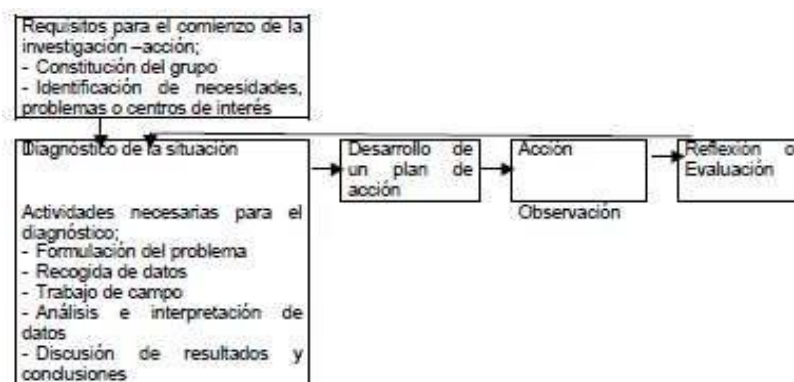 Requisitos para el comienzo de la
investigación –acción;
- Constitución del grupo
- Identificación de necesidades,
problemas o centros de interés
Diagnóstico de la situación
Actividades necesarias para el
diagnóstico;
- Formulación del problema
- Recogida de datos
- Trabajo de campo
- Análisis e interpretación de
datos
- Discusión de resultados y
conclusiones
Desarrollo de
un plan de
acción
Acción
Observación
Reflexión o
Evaluación